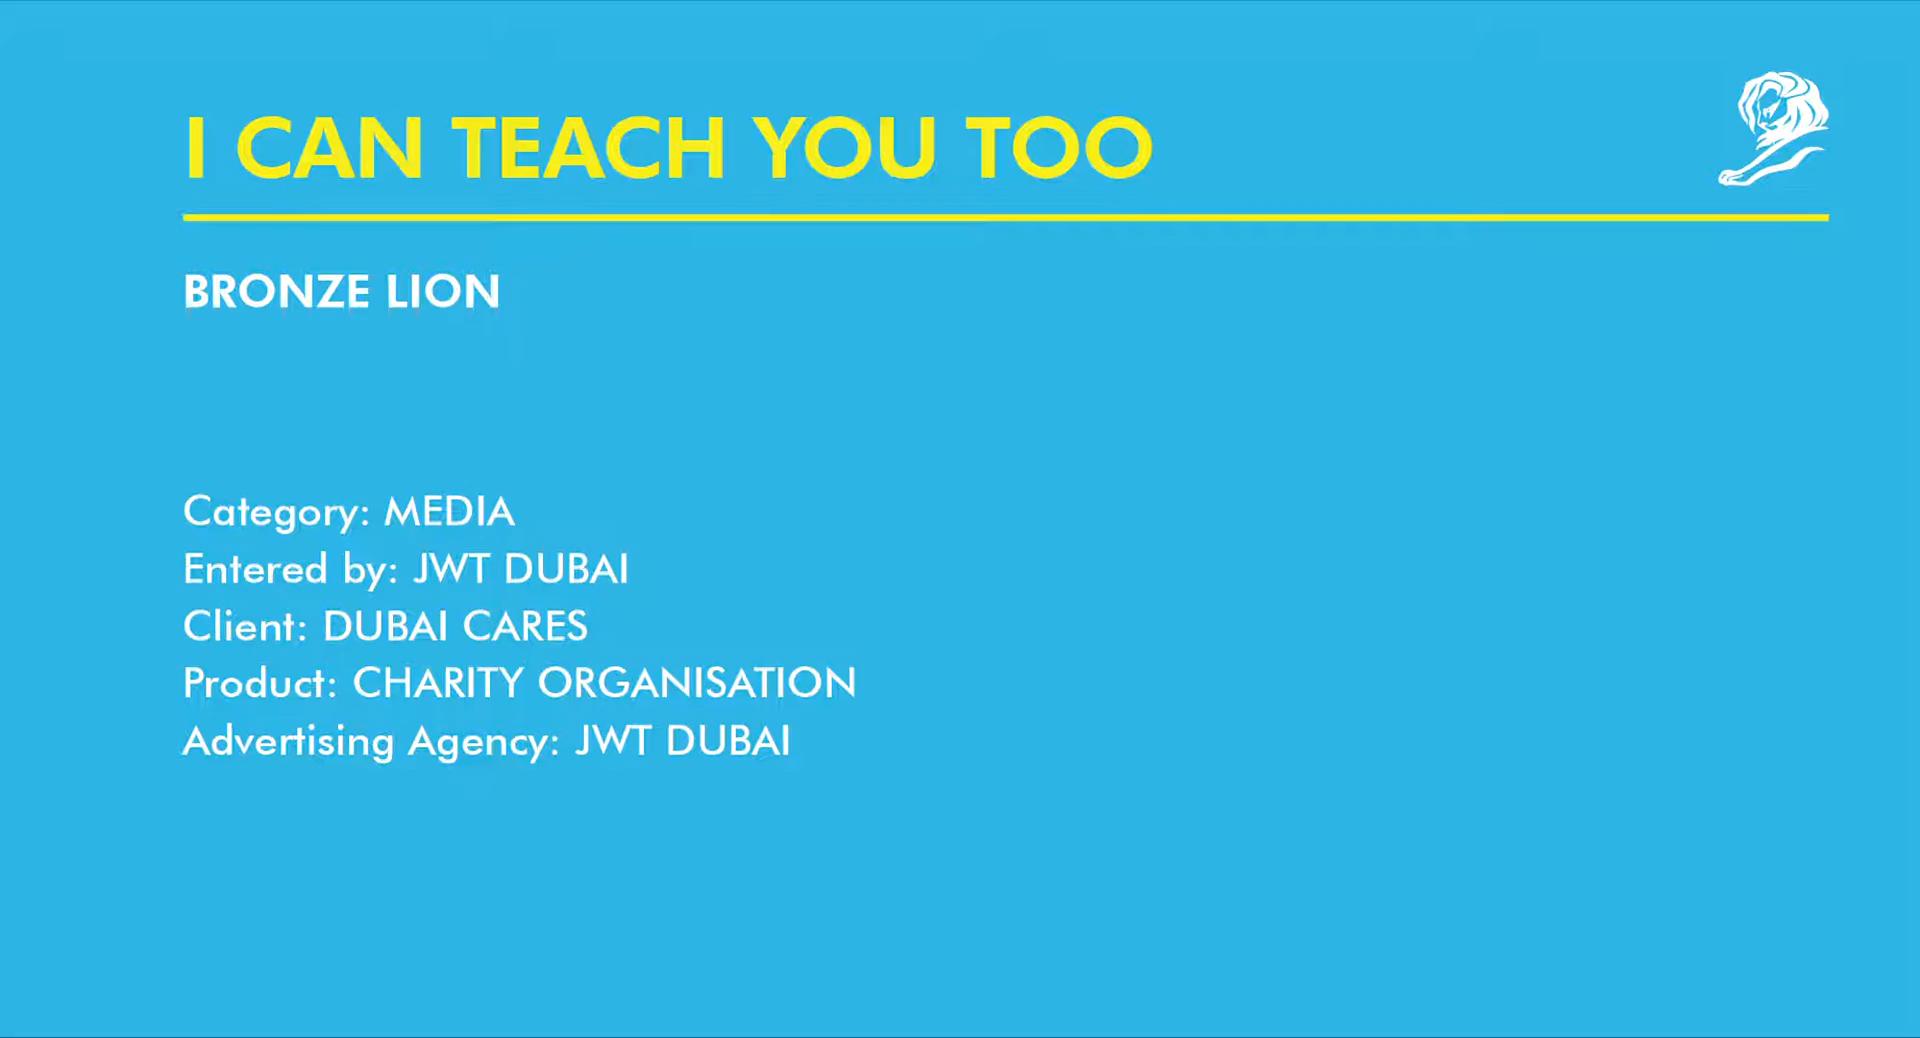 I CAN TEACH YOU TOO
BRONZE LION
Category: MEDIA
Entered by: JWT DUBAI
Client: DUBAI CARES
Product: CHARITY ORGANISATION
Advertising Agency: JWT DUBAI